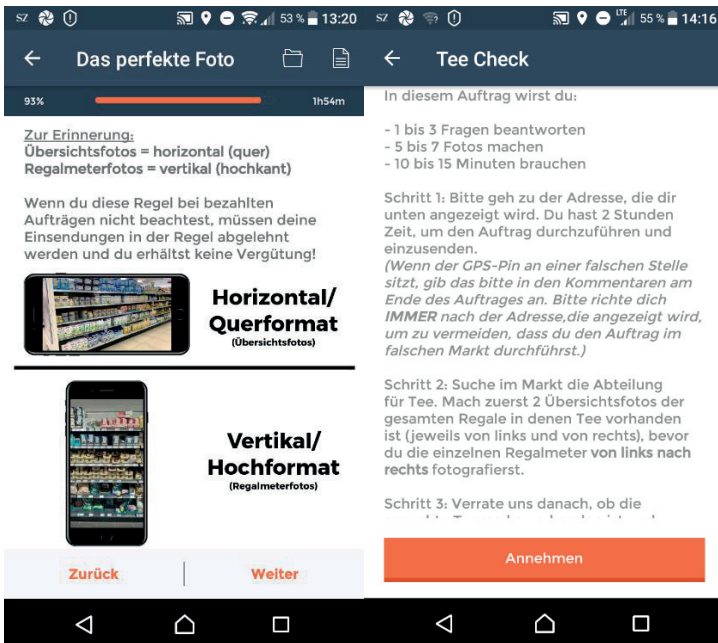 SZ
53 %
13:20
Das perfekte Foto
93%
1h54m
Zur Erinnerung:
Übersichtsfotos = horizontal (quer)
Regalmeterfotos = vertikal (hochkant)
Wenn du diese Regel bei bezahlten
Aufträgen nicht beachtest, müssen deine
Einsendungen in der Regel abgelehnt
werden und du erhältst keine Vergütung!
Horizontal/
Querformat
(Übersichtsfotos)
Vertikal/
Hochformat
(Regalmeterfotos)
Zurück
Weiter
SZ
LTE
55 %
14:16
Tee Check
In diesem Auftrag wirst du:
- 1 bis 3 Fragen beantworten
- 5 bis 7 Fotos machen
- 10 bis 15 Minuten brauchen
Schritt 1: Bitte geh zu der Adresse, die dir
unten angezeigt wird. Du hast 2 Stunden
Zeit, um den Auftrag durchzuführen und
einzusenden.
(Wenn der GPS-Pin an einer falschen Stelle
sitzt, gib das bitte in den Kommentaren am
Ende des Auftrages an. Bitte richte dich
IMMER nach der Adresse,die angezeigt wird,
um zu vermeiden, dass du den Auftrag im
falschen Markt durchführst.)
Schritt 2: Suche im Markt die Abteilung
für Tee. Mach zuerst 2 Übersichtsfotos der
gesamten Regale in denen Tee vorhanden
ist (jeweils von links und von rechts), bevor
du die einzelnen Regalmeter von links nach
rechts fotografierst.
Schritt 3: Verrate uns danach, ob die
Annehmen